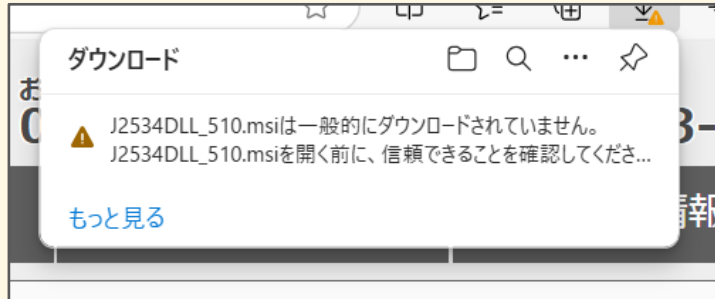 ダウンロード
お
J2534DLL_510.msiは一般的にダウンロードされていません。
J2534DLL_510.msiを開く前に、信頼できることを確認してくださ...
もっと見る
情報